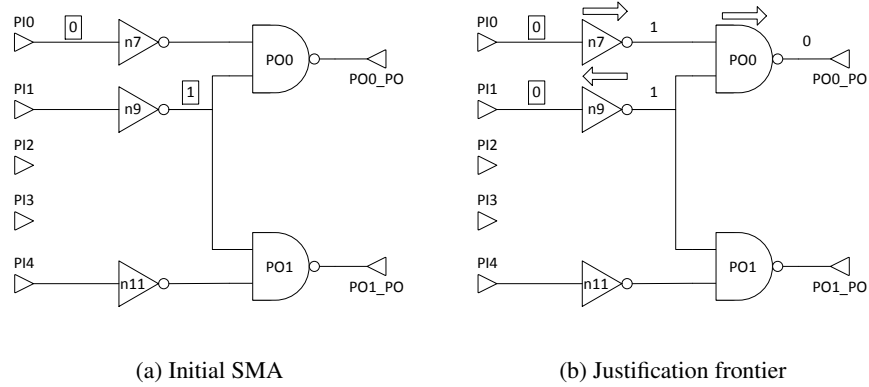 PI0
0
n7
PO0
PO0_PO
PI1
1
n9
PI2
PI3
PI4
n11
PO1
PO1_PO
(a) Initial SMA
PI0
0
n7
1
PO0
0
PO0_PO
PI1
0
n9
1
PI2
PI3
PI4
n11
PO1
PO1_PO
(b) Justification frontier